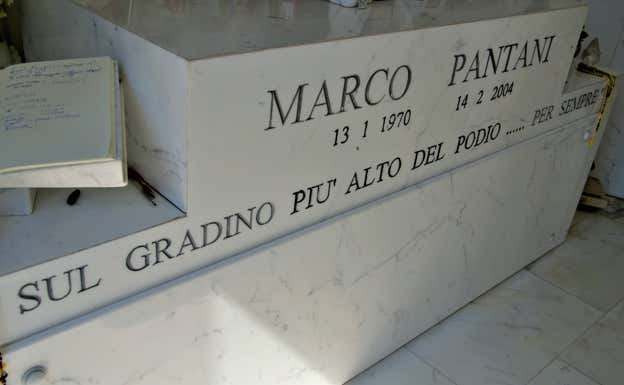 MARCO PANTANI
13 1 1970 14 2 2004
SUL GRADINO PIU' ALTO DEL PODIO ...... PER SEMPRE